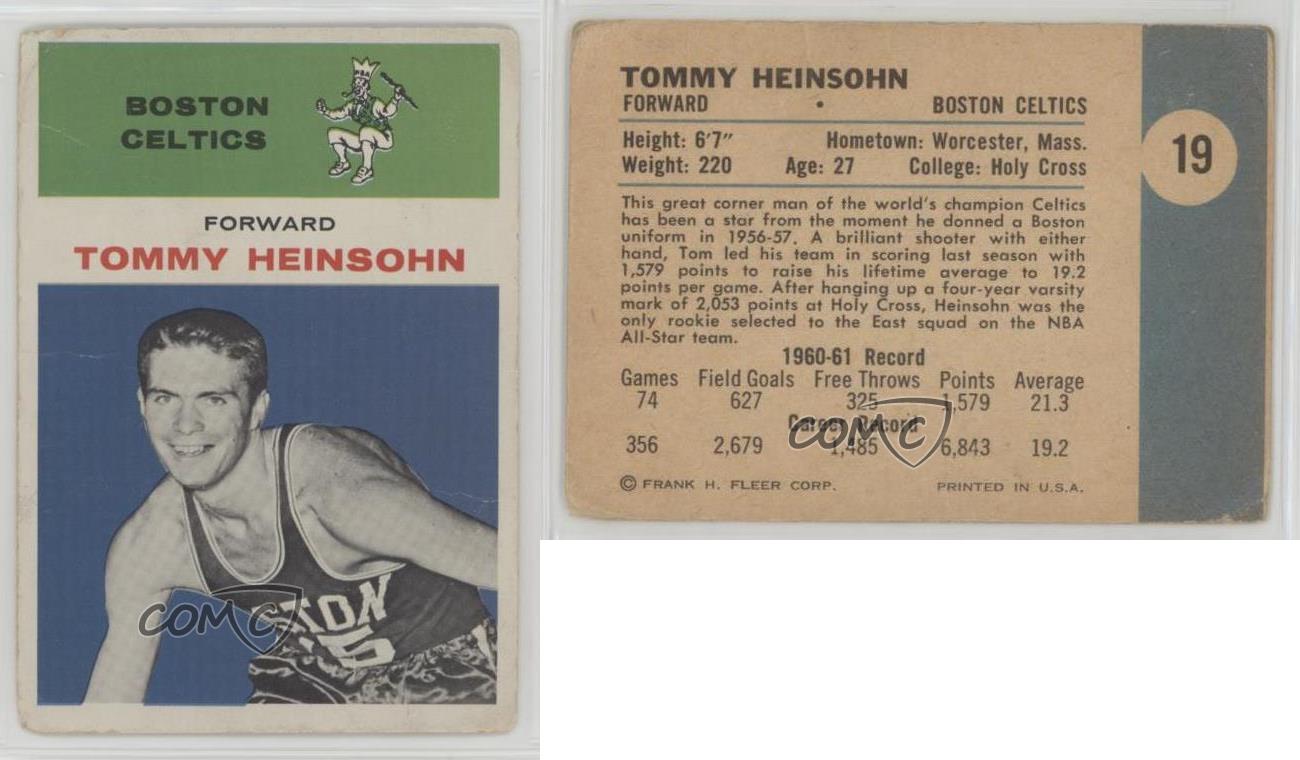 BOSTON
CELTICS
FORWARD
TOMMY HEINSOHN
STON
15
COMC
TOMMY HEINSOHN
FORWARD • BOSTON CELTICS
Height: 6'7" Hometown: Worcester, Mass.
Weight: 220 Age: 27 College: Holy Cross
19
This great corner man of the world's champion Celtics
has been a star from the moment he donned a Boston
uniform in 1956-57. A brilliant shooter with either
hand, Tom led his team in scoring last season with
1,579 points to raise his lifetime average to 19.2
points per game. After hanging up a four-year varsity
mark of 2,053 points at Holy Cross, Heinsohn was the
only rookie selected to the East squad on the NBA
All-Star team.
1960-61 Record
Games Field Goals Free Throws Points Average
74 627 325 1,579 21.3
Career Record
COMC
356 2,679 1,485 6,843 19.2
© FRANK H. FLEER CORP. PRINTED IN U.S.A.